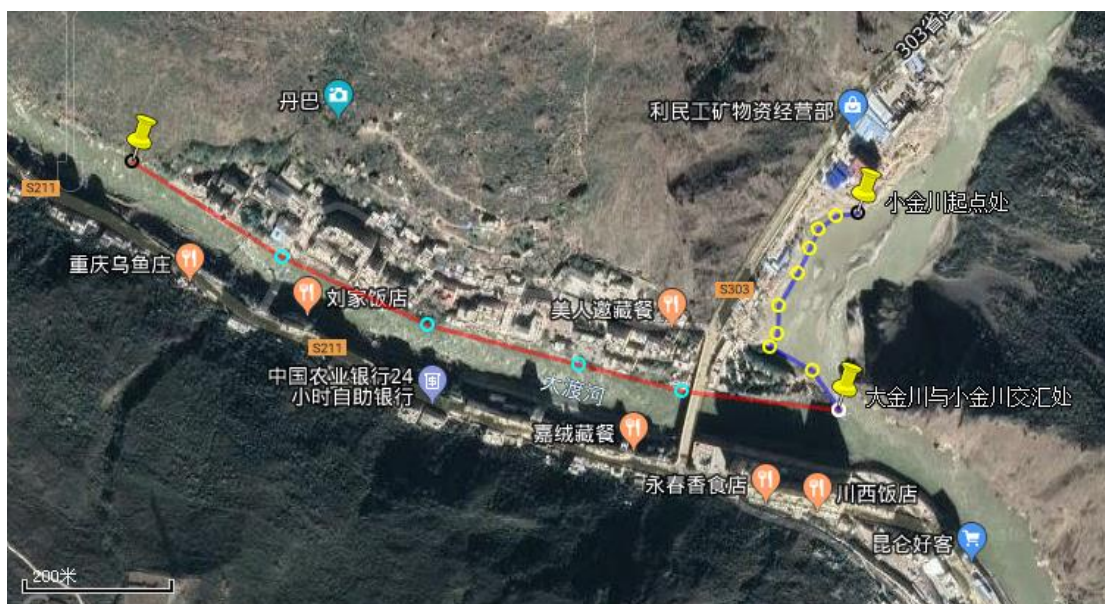 303省道
丹巴
利民工矿物资经营部
S211
小金川起点处
重庆乌鱼庄
刘家饭店
美人邀藏餐
S303
S211
中国农业银行24
小时自助银行
大渡河
大金川与小金川交汇处
嘉绒藏餐
永春香食店
川西饭店
昆仑好客
200米